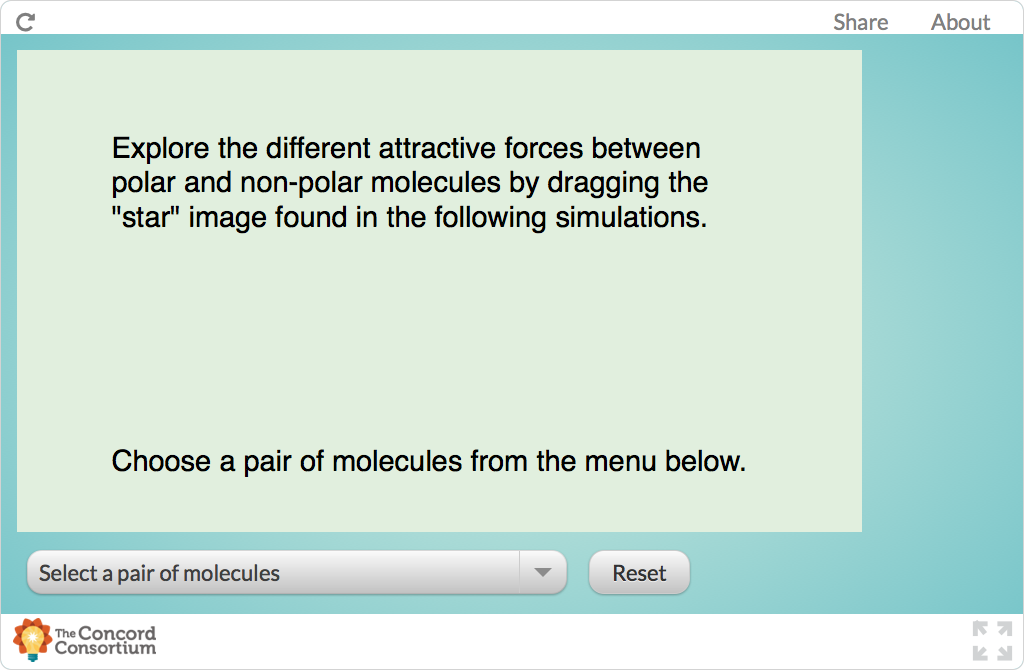 Share About
Explore the different attractive forces between
polar and non-polar molecules by dragging the
"star" image found in the following simulations.
Choose a pair of molecules from the menu below.
Select a pair of molecules Reset
The Concord
Consortium